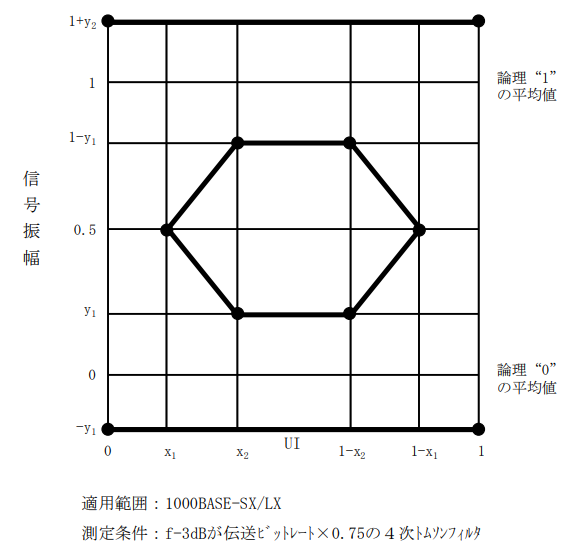 1+y₂
1
論理“1”
の平均値
1-y₁
信号振幅
0.5
y₁
0
論理“0”
の平均値
-y₁
0
x₁
x₂
UI
1-x₂
1-x₁
1
適用範囲：1000BASE-SX/LX
測定条件：f-3dBが伝送ﾋﾞｯﾄﾚｰﾄ×0.75の４次ﾄﾑｿﾝﾌｨﾙﾀ